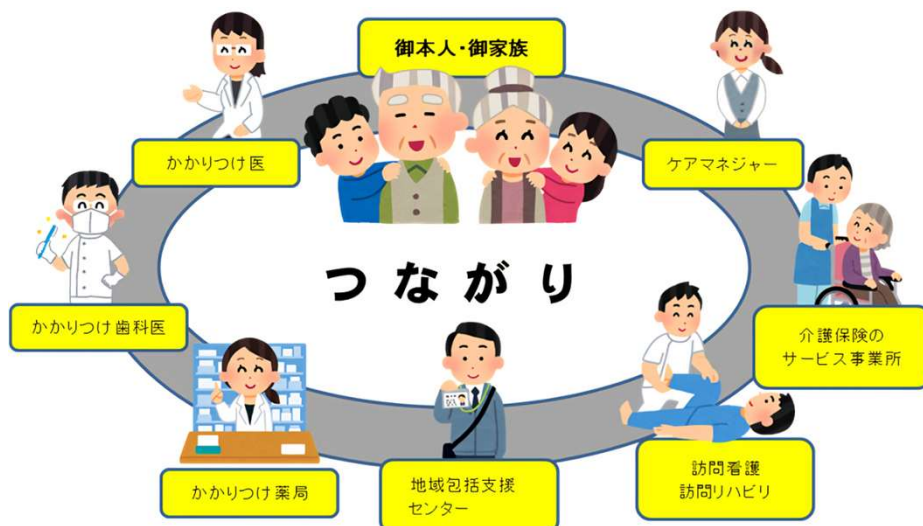 御本人・御家族
かかりつけ医
ケアマネジャー
つながり
かかりつけ歯科医
介護保険の
サービス事業所
かかりつけ薬局
地域包括支援
センター
訪問看護
訪問リハビリ